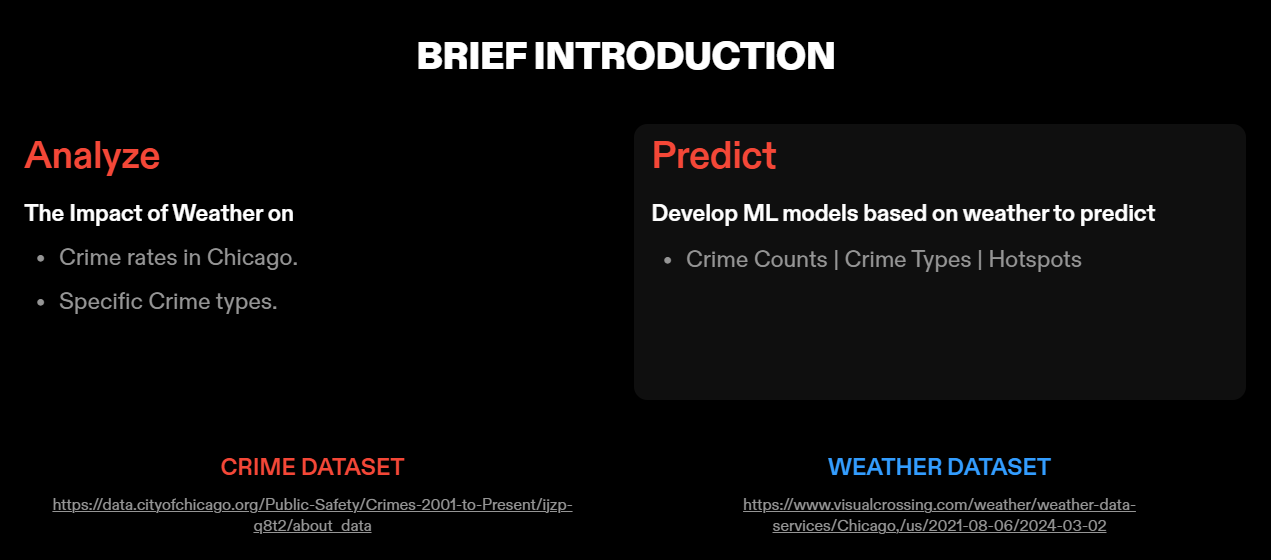 BRIEF INTRODUCTION
Analyze
The Impact of Weather on
• Crime rates in Chicago.
• Specific Crime types.
Predict
Develop ML models based on weather to predict
• Crime Counts | Crime Types | Hotspots
CRIME DATASET
https://data.cityofchicago.org/Public-Safety/Crimes-2001-to-Present/ijzp-
q8t2/about_data
WEATHER DATASET
https://www.visualcrossing.com/weather/weather-data-
services/Chicago,/us/2021-08-06/2024-03-02